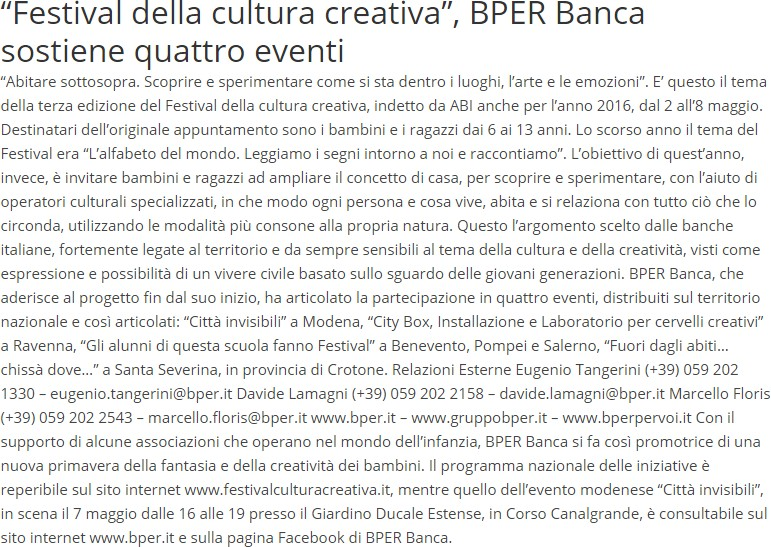 “Festival della cultura creativa”, BPER Banca
sostiene quattro eventi
“Abitare sottosopra. Scoprire e sperimentare come si sta dentro i luoghi, l’arte e le emozioni”. E’ questo il tema
della terza edizione del Festival della cultura creativa, indetto da ABI anche per l’anno 2016, dal 2 all’8 maggio.
Destinatari dell’originale appuntamento sono i bambini e i ragazzi dai 6 ai 13 anni. Lo scorso anno il tema del
Festival era “L’alfabeto del mondo. Leggiamo i segni intorno a noi e raccontiamo”. L’obiettivo di quest’anno,
invece, è invitare bambini e ragazzi ad ampliare il concetto di casa, per scoprire e sperimentare, con l’aiuto di
operatori culturali specializzati, in che modo ogni persona e cosa vive, abita e si relaziona con tutto ciò che lo
circonda, utilizzando le modalità più consone alla propria natura. Questo l’argomento scelto dalle banche
italiane, fortemente legate al territorio e da sempre sensibili al tema della cultura e della creatività, visti come
espressione e possibilità di un vivere civile basato sullo sguardo delle giovani generazioni. BPER Banca, che
aderisce al progetto fin dal suo inizio, ha articolato la partecipazione in quattro eventi, distribuiti sul territorio
nazionale e così articolati: “Città invisibili” a Modena, “City Box, Installazione e Laboratorio per cervelli creativi”
a Ravenna, “Gli alunni di questa scuola fanno Festival” a Benevento, Pompei e Salerno, “Fuori dagli abiti…
chissà dove…” a Santa Severina, in provincia di Crotone. Relazioni Esterne Eugenio Tangerini (+39) 059 202
1330 – eugenio.tangerini@bper.it Davide Lamagni (+39) 059 202 2158 – davide.lamagni@bper.it Marcello Floris
(+39) 059 202 2543 – marcello.floris@bper.it www.bper.it – www.gruppobper.it – www.bperpervoi.it Con il
supporto di alcune associazioni che operano nel mondo dell’infanzia, BPER Banca si fa così promotrice di una
nuova primavera della fantasia e della creatività dei bambini. Il programma nazionale delle iniziative è
reperibile sul sito internet www.festivalculturacreativa.it, mentre quello dell’evento modenese “Città invisibili”,
in scena il 7 maggio dalle 16 alle 19 presso il Giardino Ducale Estense, in Corso Canalgrande, è consultabile sul
sito internet www.bper.it e sulla pagina Facebook di BPER Banca.